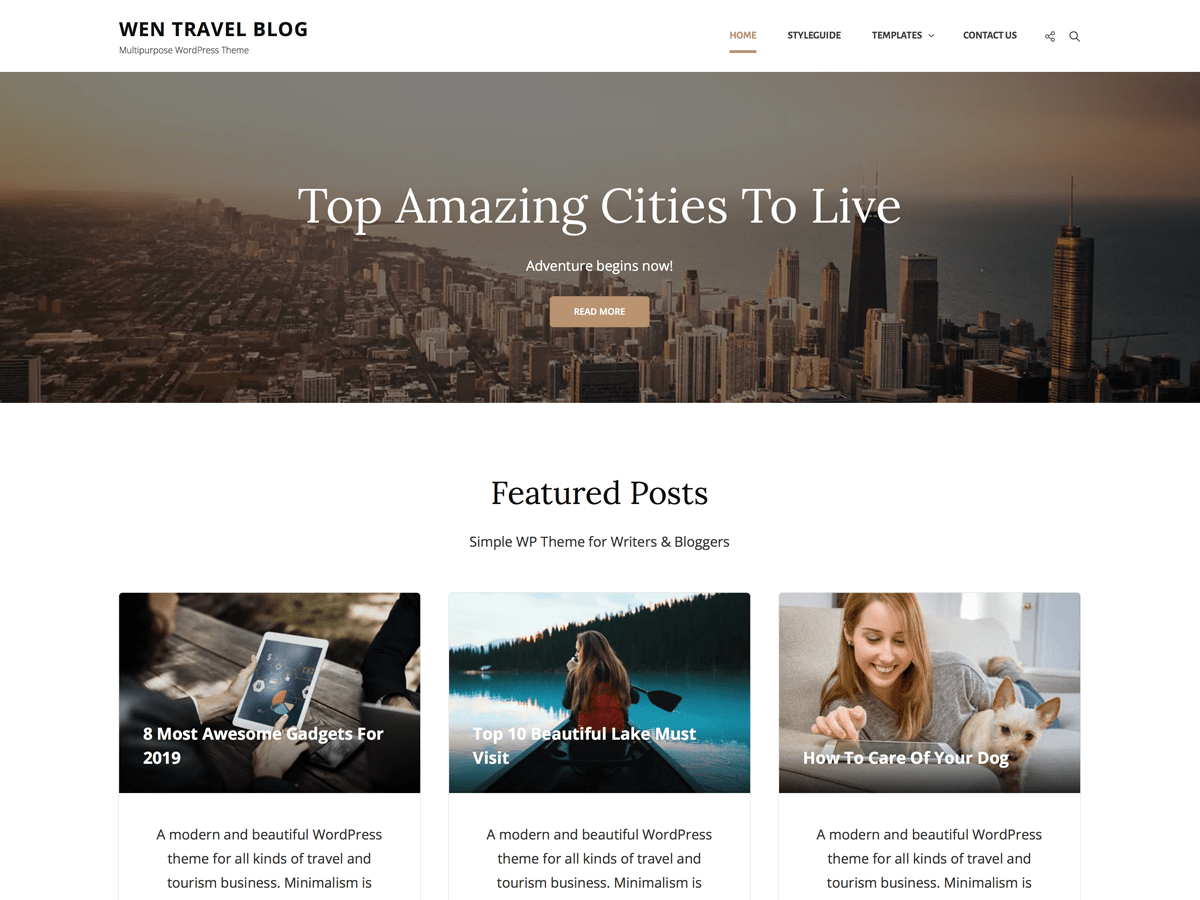 WEN TRAVEL BLOG
Multipurpose WordPress Theme
HOME STYLEGUIDE TEMPLATES CONTACT US
Top Amazing Cities To Live
Adventure begins now!
READ MORE
Featured Posts
Simple WP Theme for Writers & Bloggers
8 Most Awesome Gadgets For
2019
Top 10 Beautiful Lake Must
Visit
How To Care Of Your Dog
A modern and beautiful WordPress
theme for all kinds of travel and
tourism business. Minimalism is
A modern and beautiful WordPress
theme for all kinds of travel and
tourism business. Minimalism is
A modern and beautiful WordPress
theme for all kinds of travel and
tourism business. Minimalism is